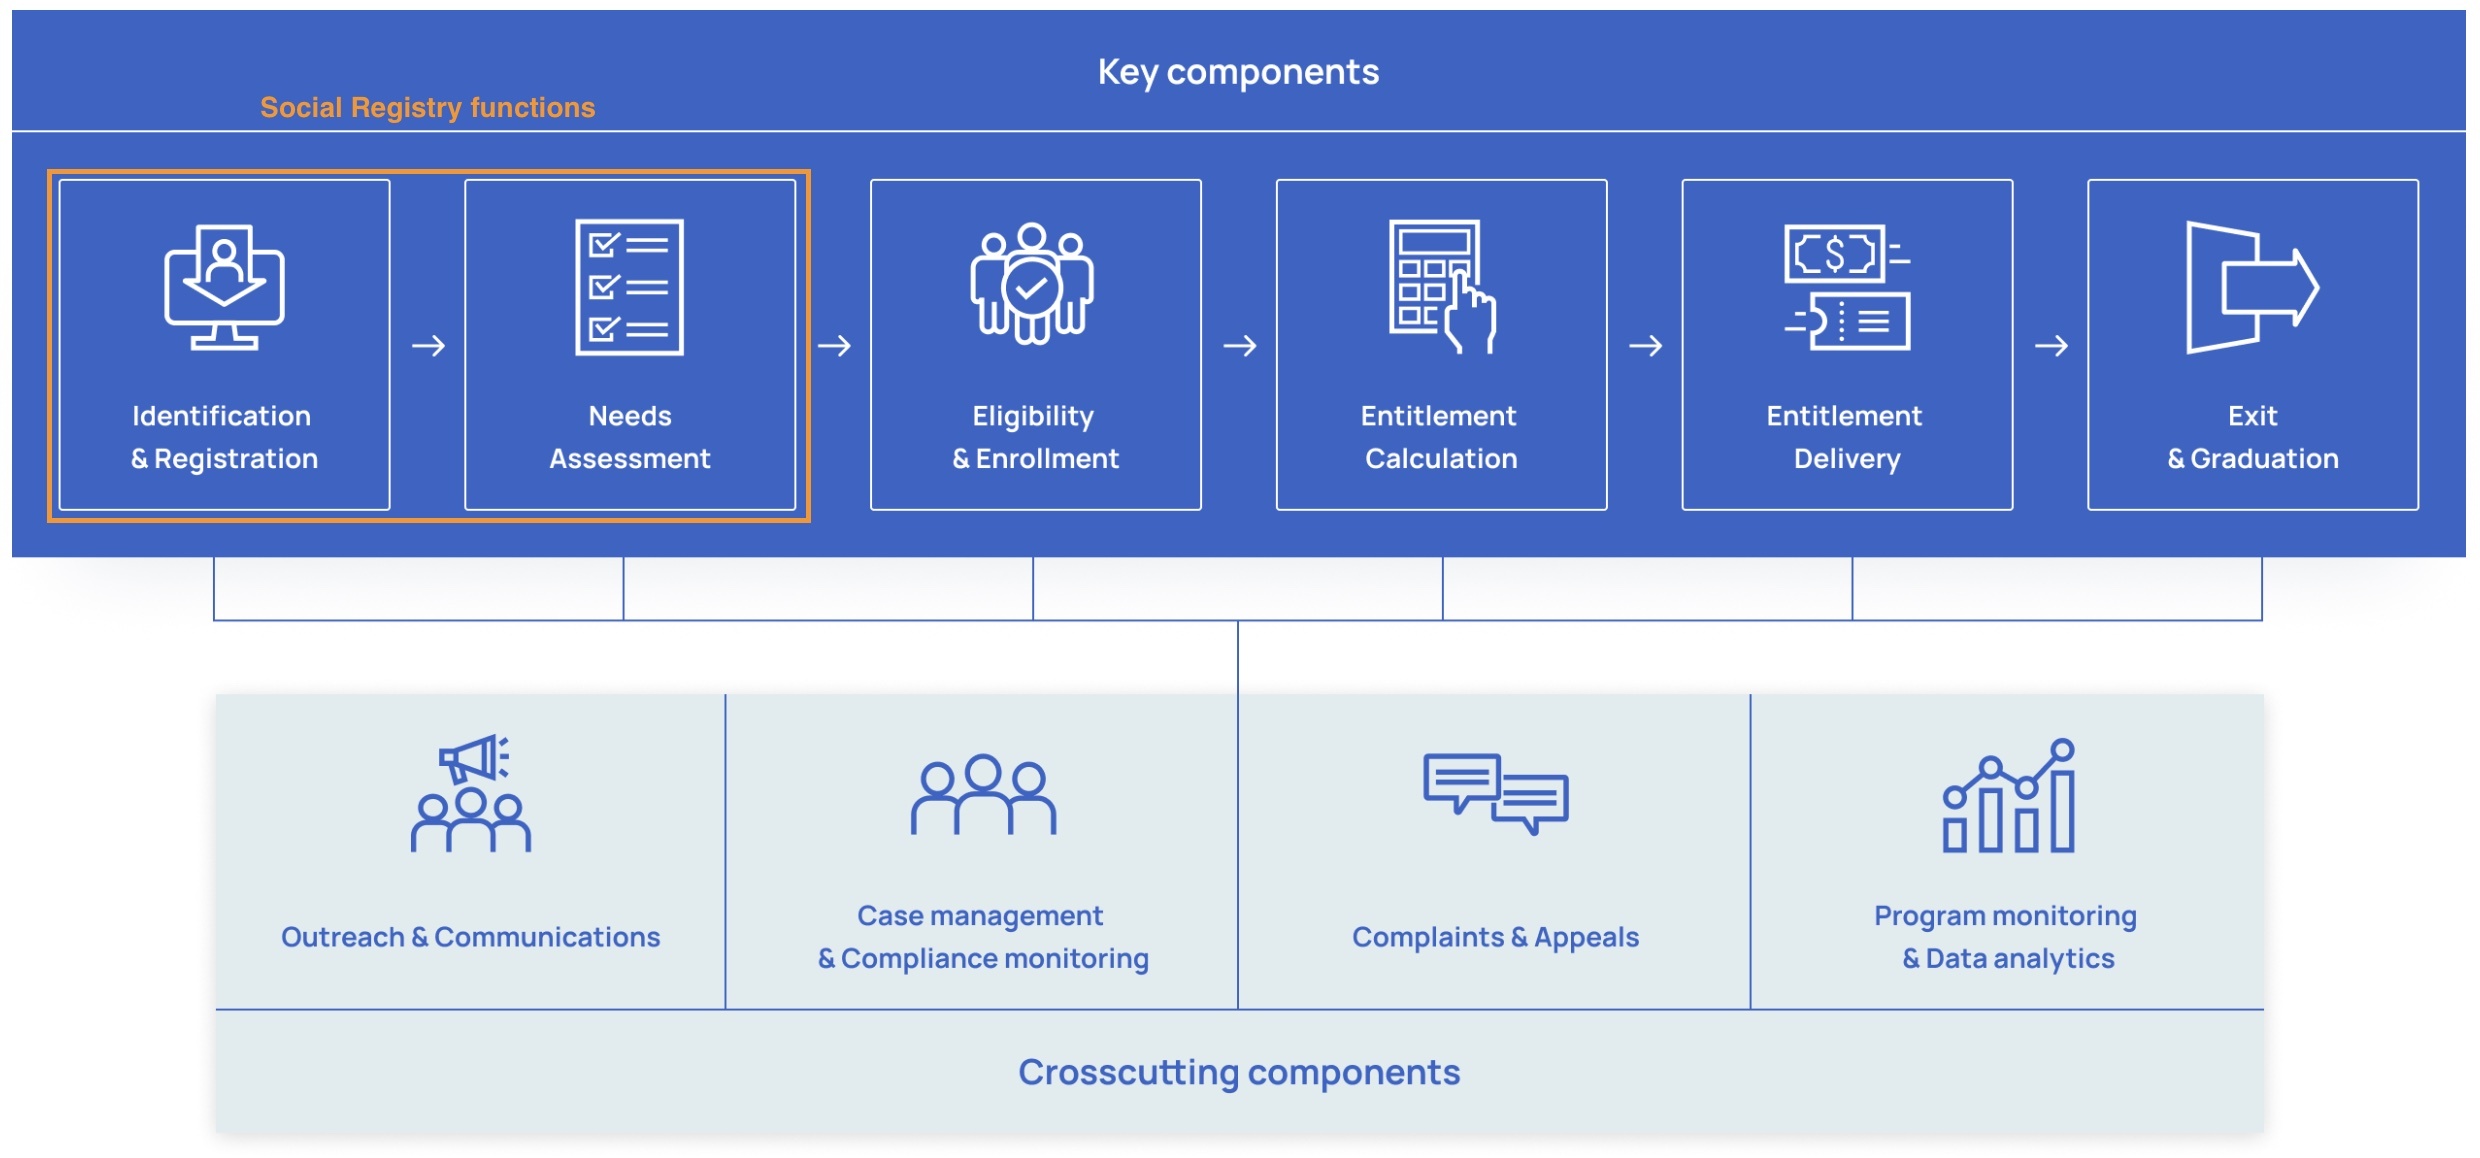 Key components
Social Registry functions
Identification
& Registration
Needs
Assessment
Eligibility
& Enrollment
Entitlement
Calculation
$
Entitlement
Delivery
Exit
& Graduation
Outreach & Communications
Case management
& Compliance monitoring
Complaints & Appeals
Program monitoring
& Data analytics
Crosscutting components